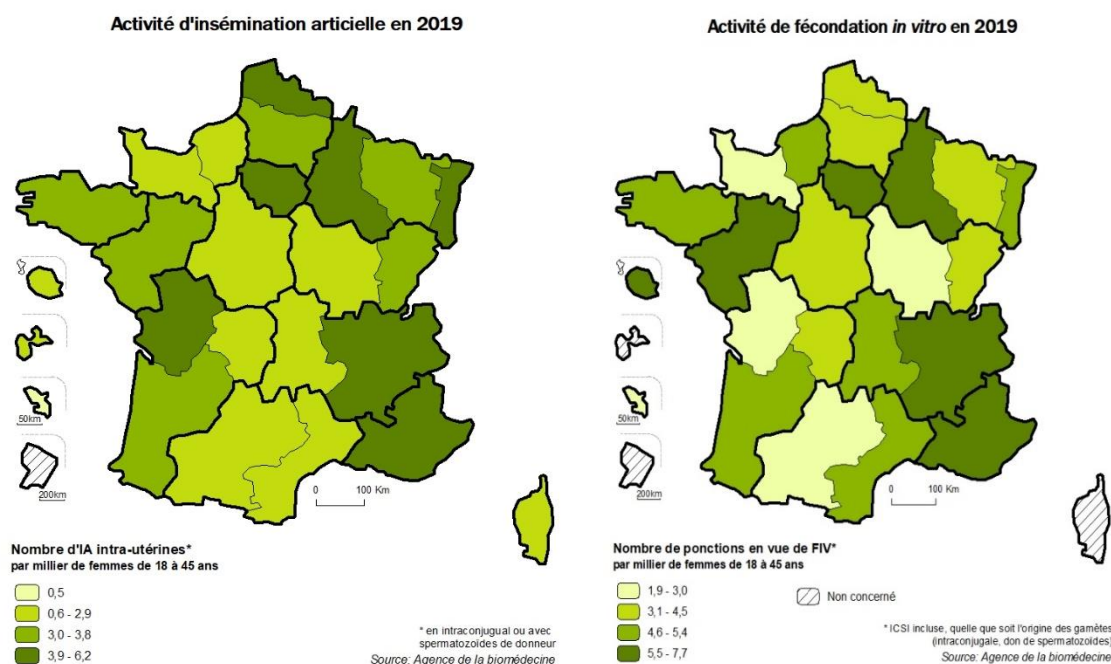 Activité d'insémination articielle en 2019
50km
200km
0 100 Km
Nombre d'IA intra-utérines*
par millier de femmes de 18 à 45 ans
0,5
0,6 - 2,9
3,0 - 3,8
3,9 - 6,2
* en intraconjugual ou avec
spermatozoïdes de donneur
Source: Agence de la biomédecine
Activité de fécondation in vitro en 2019
50km
200km
0 100 Km
Nombre de ponctions en vue de FIV*
par millier de femmes de 18 à 45 ans
1,9 - 3,0
3,1 - 4,5
4,6 - 5,4
5,5 - 7,7
Non concerné
* ICSI incluse, quelle que soit l'origine des gamètes
(intraconjugale, don de spermatozoïdes)
Source: Agence de la biomédecine